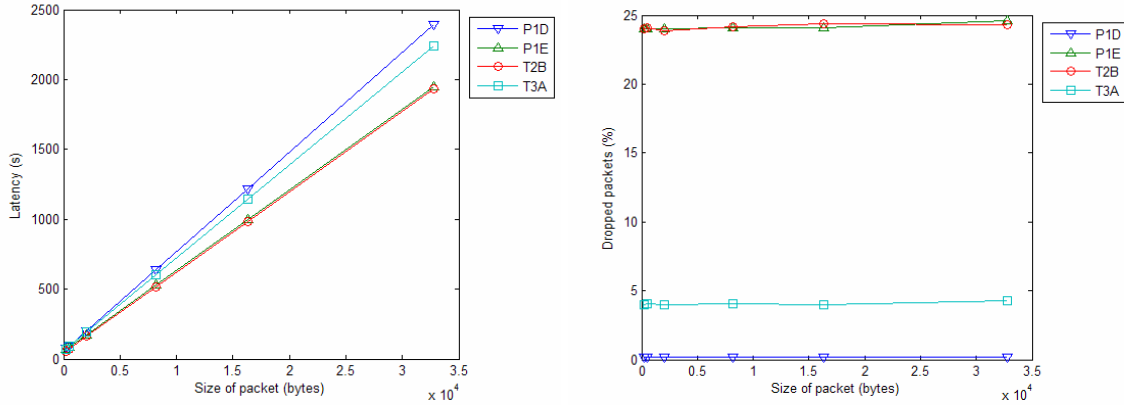 2500
2000
1500
1000
500
0
Latency (s)
0 0.5 1 1.5 2 2.5 3 3.5
Size of packet (bytes)
x 10^4
P1D
P1E
T2B
T3A
25
20
15
10
5
0
Dropped packets (%)
0 0.5 1 1.5 2 2.5 3 3.5
Size of packet (bytes)
x 10^4
P1D
P1E
T2B
T3A